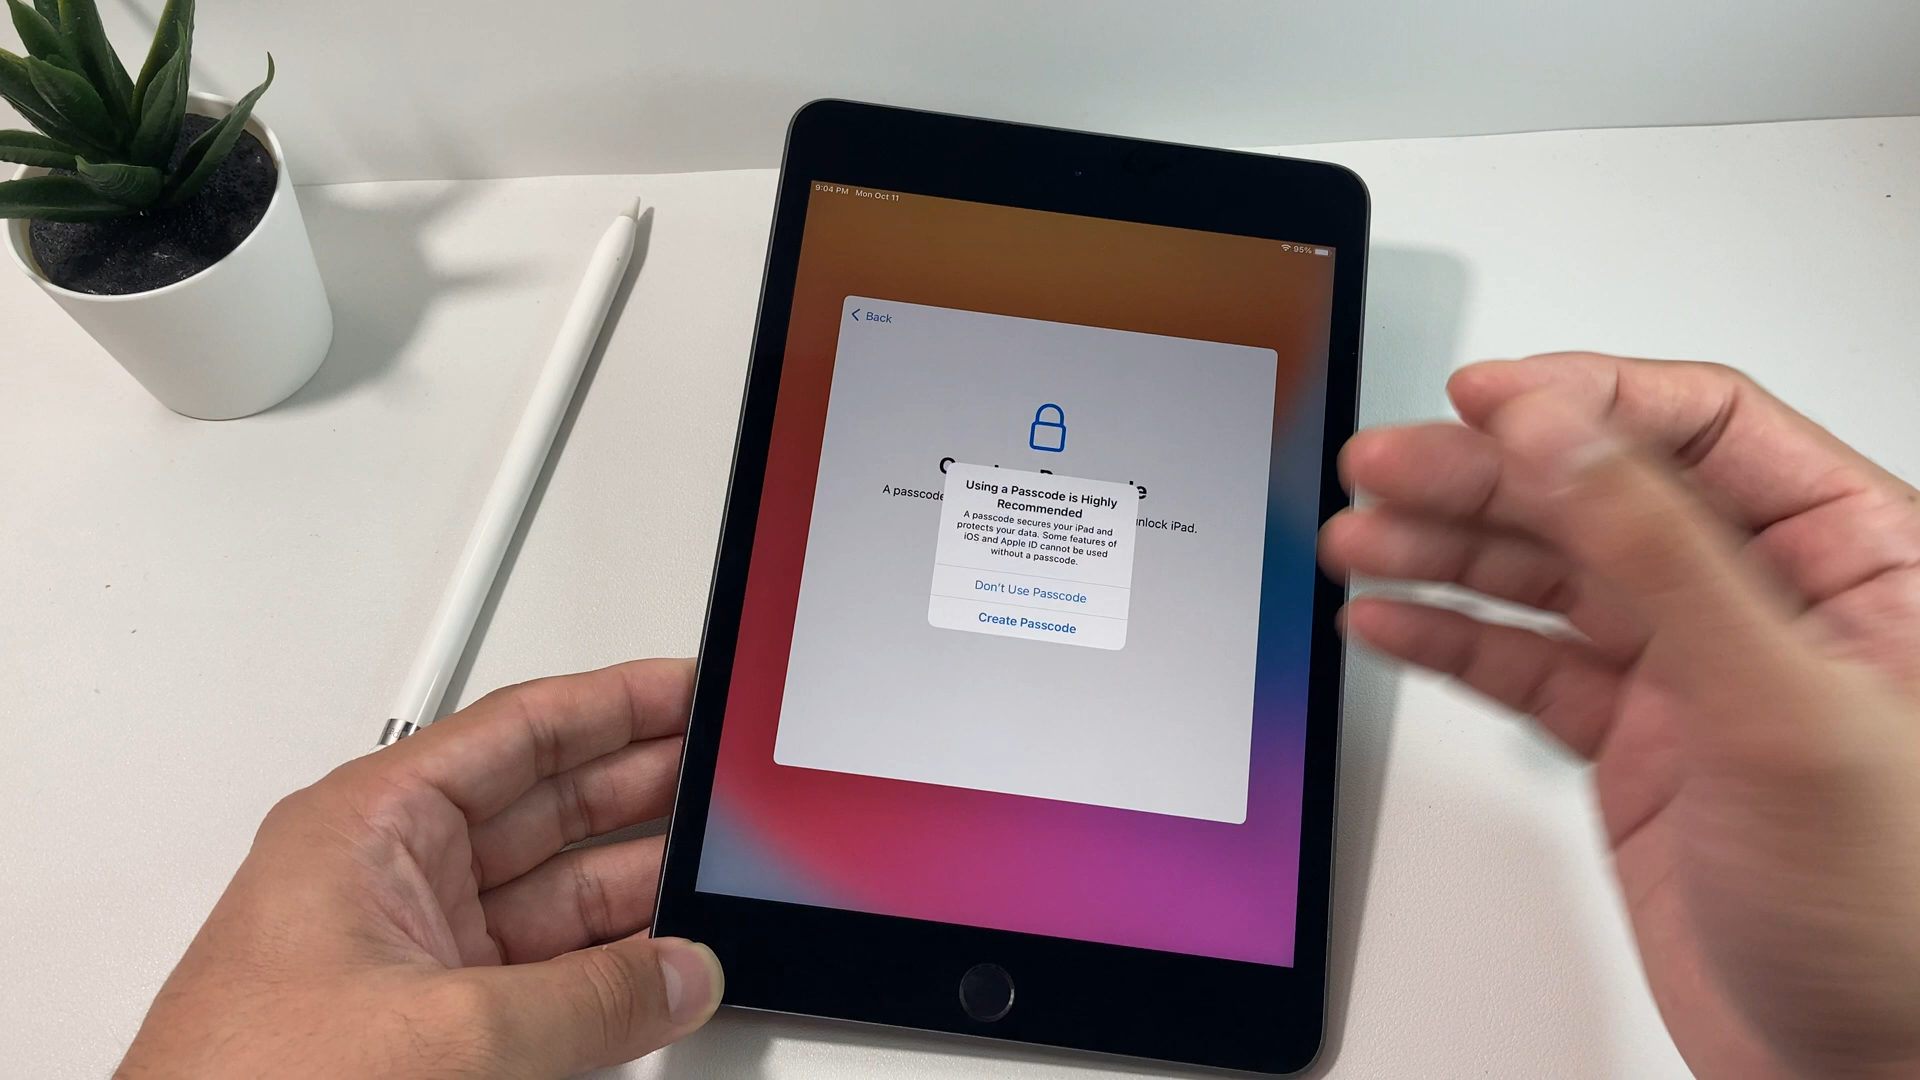 9:04 PM Mon Oct 11
95%
Back
A passcode
unlock iPad.
Using a Passcode is Highly
Recommended
A passcode secures your iPad and
protects your data. Some features of
iOS and Apple ID cannot be used
without a passcode.
Don't Use Passcode
Create Passcode